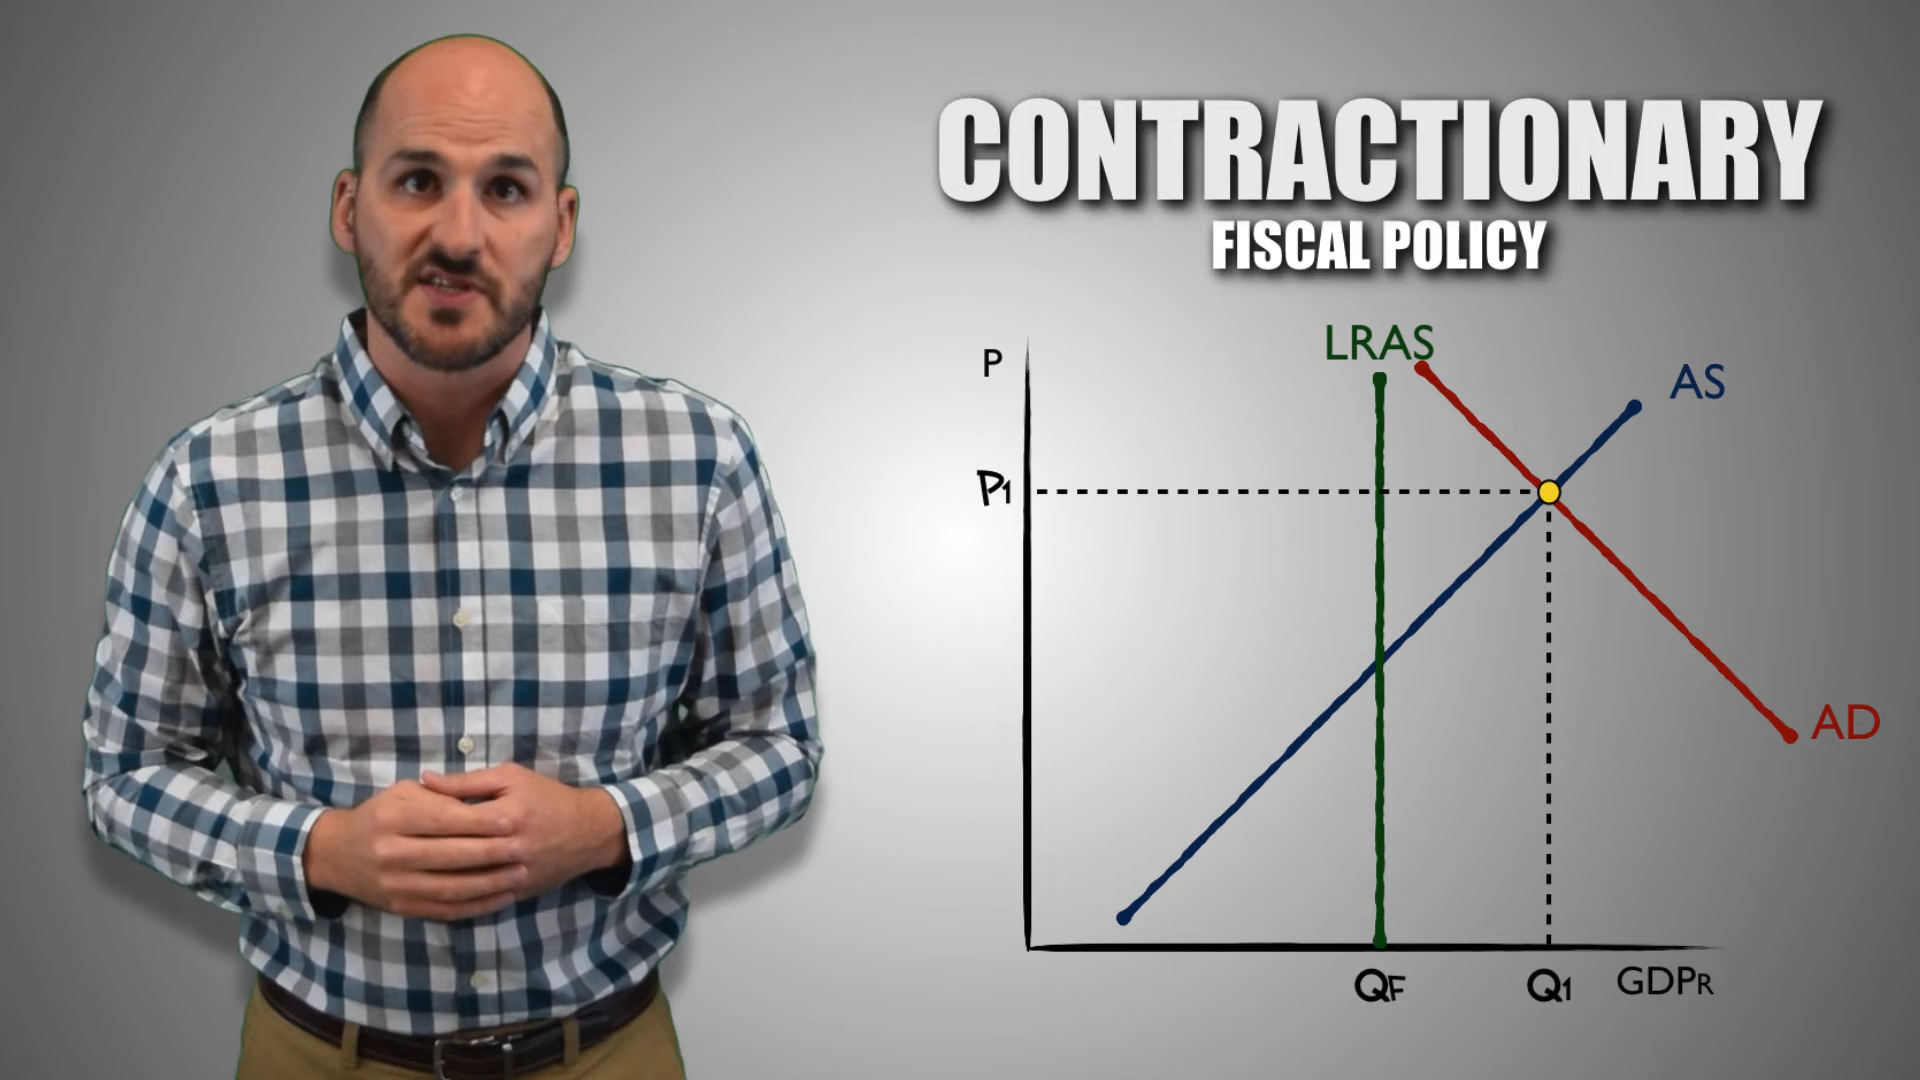 CONTRACTIONARY
FISCAL POLICY
LRAS
P
AS
P1
AD
QF
Q1
GDPR